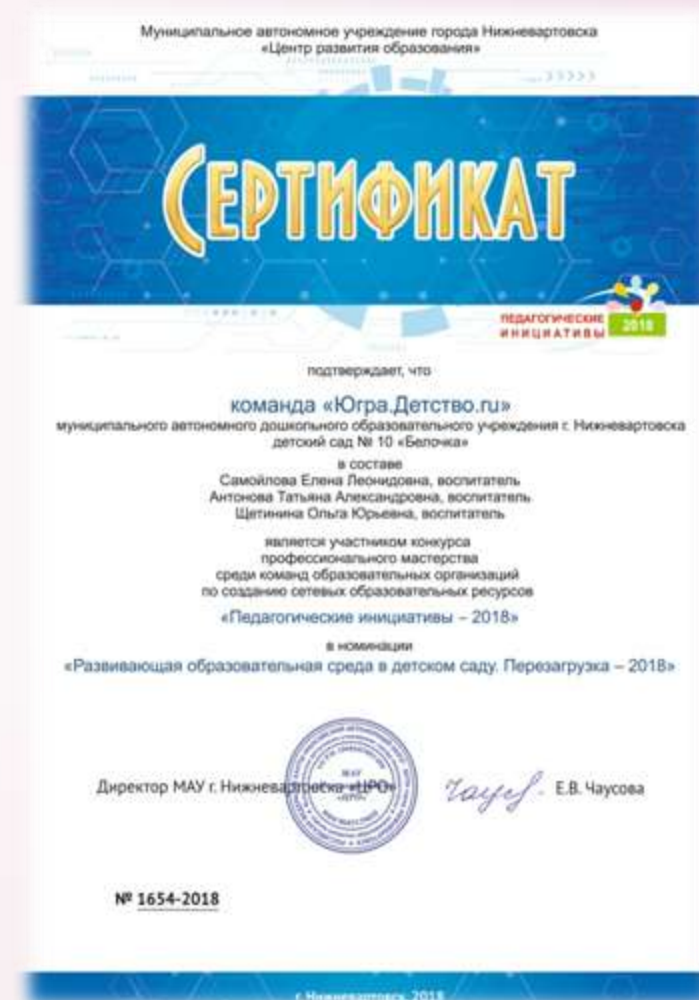 Муниципальное автономное учреждение города Нижневартовска
«Центр развития образования»
СЕРТИФИКАТ
ПЕДАГОГИЧЕСКИЕ
ИНИЦИАТИВЫ
2018
подтверждает, что
команда «Югра.Детство.ru»
муниципального автономного дошкольного образовательного учреждения г. Нижневартовска
детский сад № 10 «Белочка»
в составе
Самойлова Елена Леонидовна, воспитатель
Антонова Татьяна Александровна, воспитатель
Щетинина Ольга Юрьевна, воспитатель
является участником конкурса
профессионального мастерства
среди команд образовательных организаций
по созданию сетевых образовательных ресурсов
«Педагогические инициативы – 2018»
в номинации
«Развивающая образовательная среда в детском саду. Перезагрузка – 2018»
Директор МАУ г. Нижневартовска «ЦРО»
Е.В. Чаусова
№ 1654-2018
г. Нижневартовск, 2018